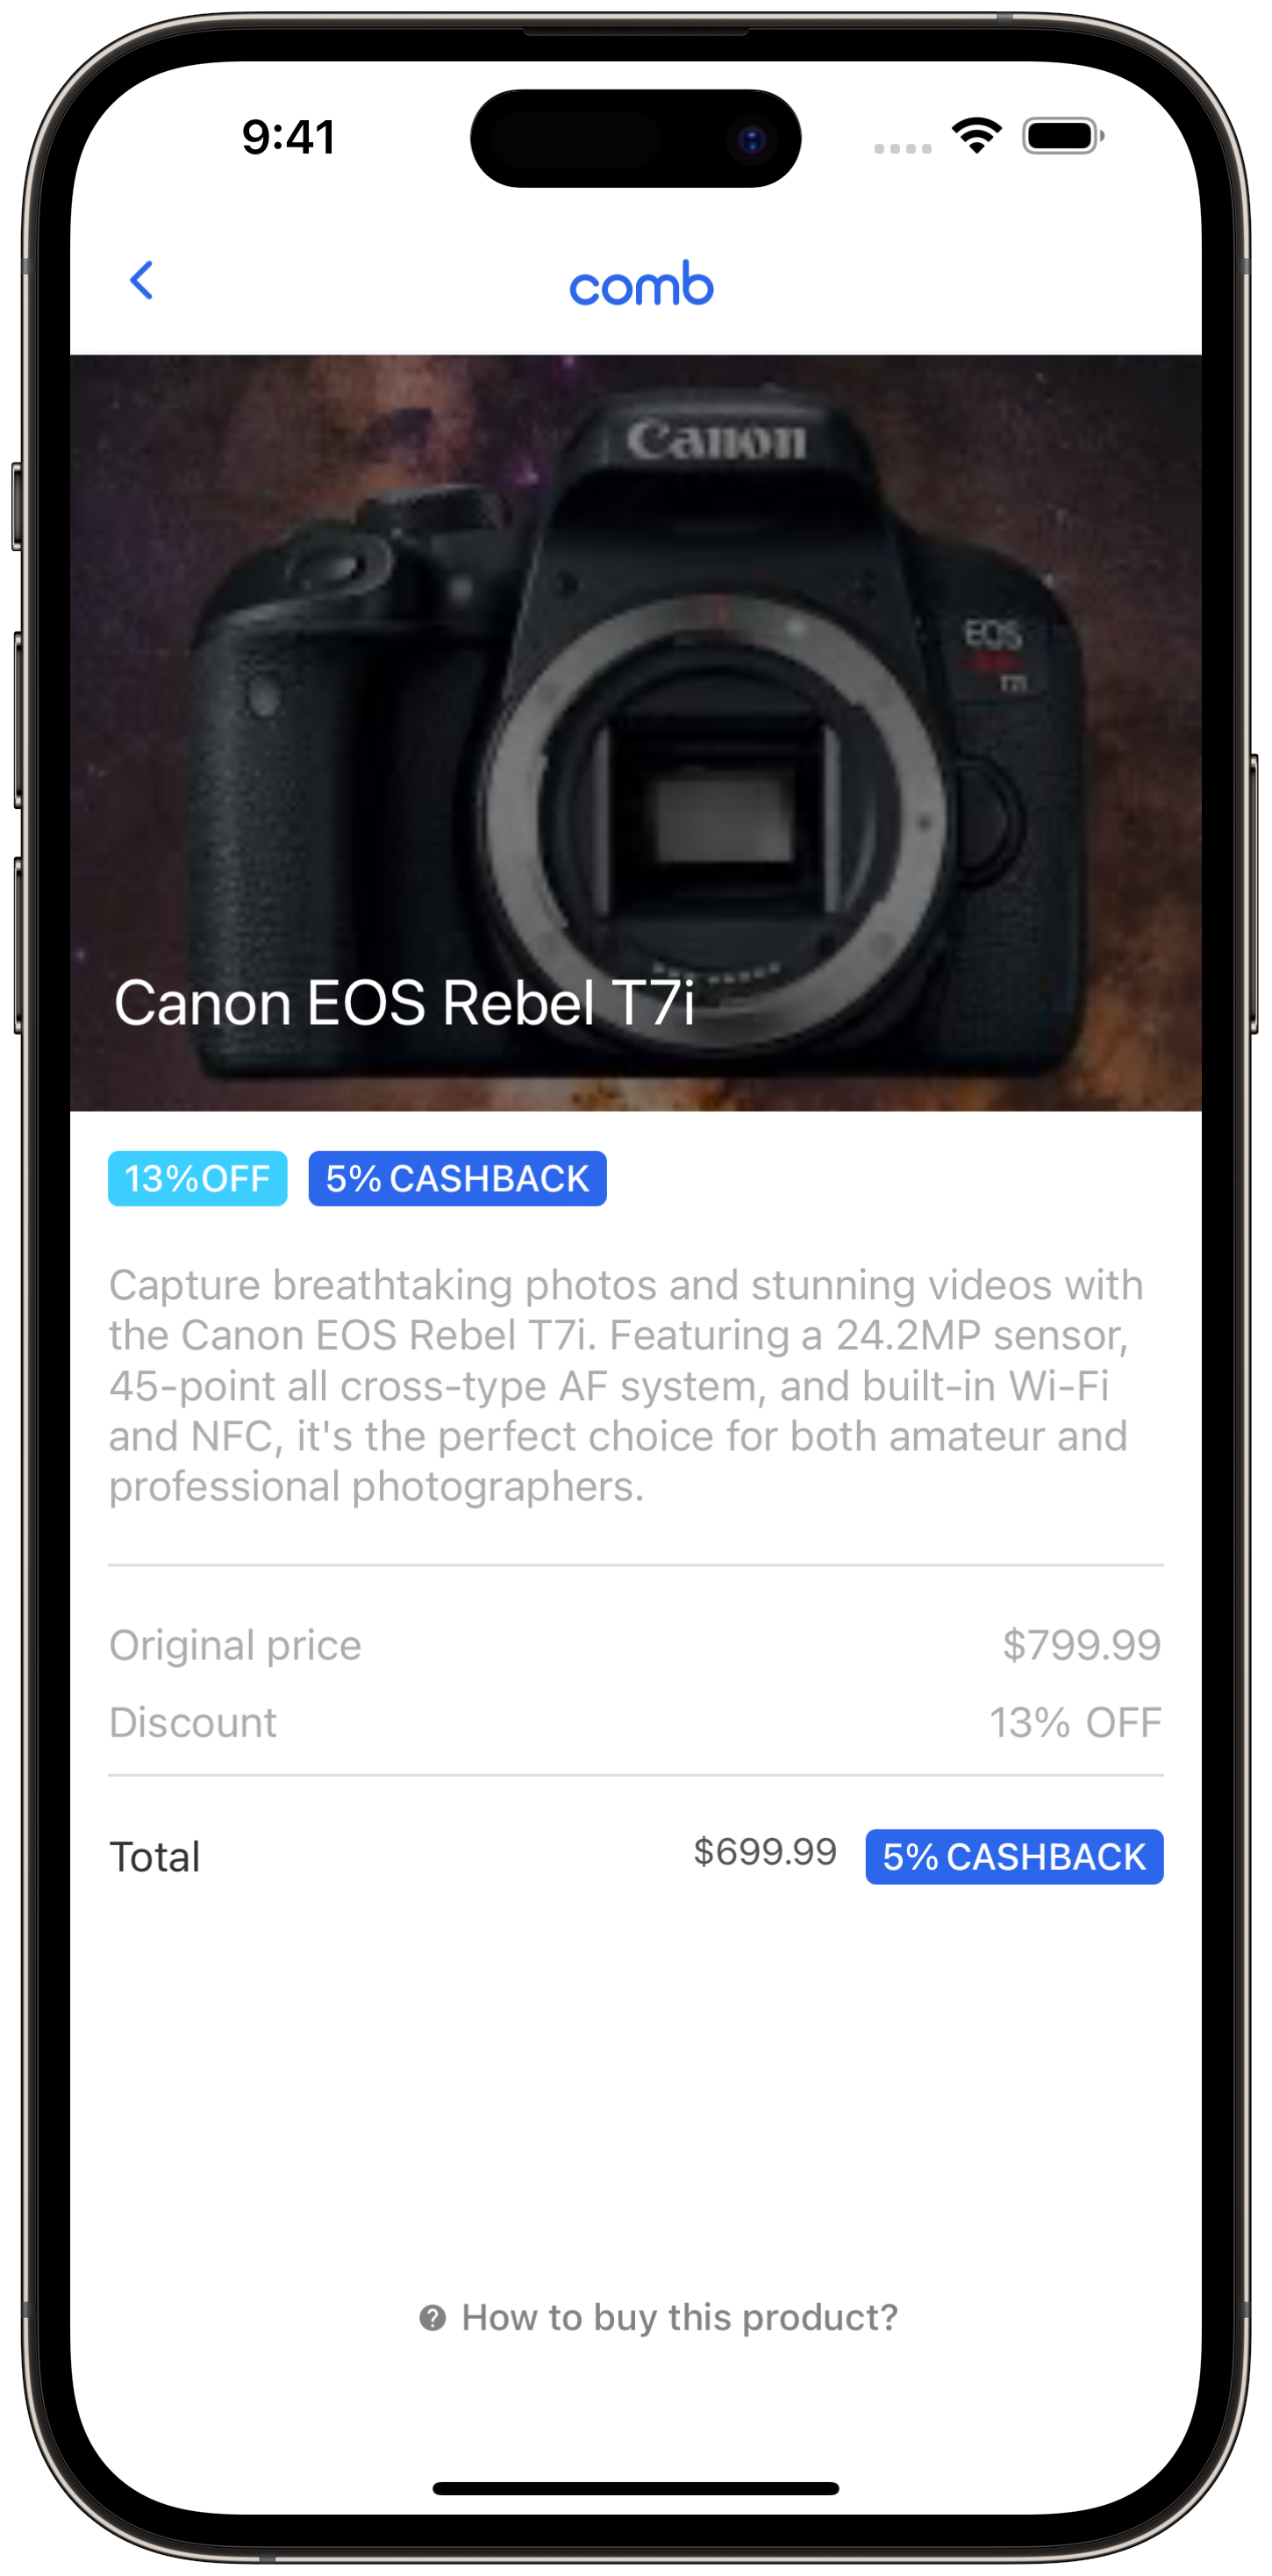 9:41
comb
Canon
EOS
T7i
Canon EOS Rebel T7i
13%OFF
5% CASHBACK
Capture breathtaking photos and stunning videos with
the Canon EOS Rebel T7i. Featuring a 24.2MP sensor,
45-point all cross-type AF system, and built-in Wi-Fi
and NFC, it's the perfect choice for both amateur and
professional photographers.
Original price $799.99
Discount 13% OFF
Total $699.99 5% CASHBACK
How to buy this product?